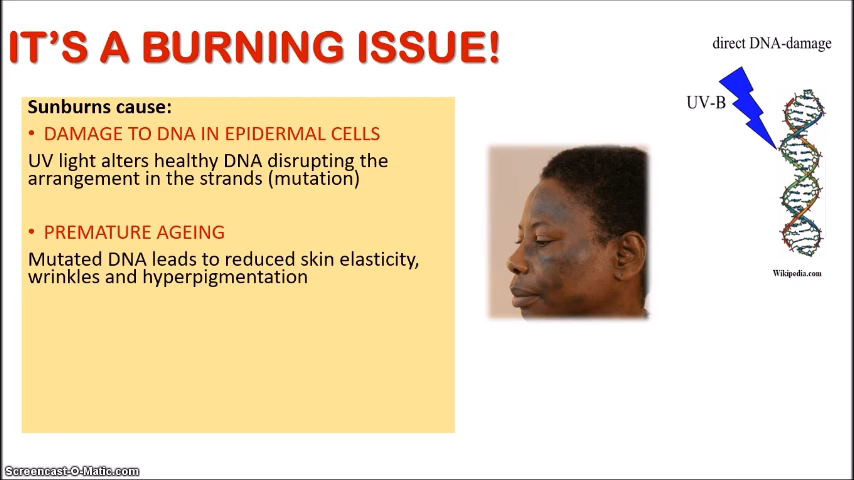 IT'S A BURNING ISSUE!
Sunburns cause:
• DAMAGE TO DNA IN EPIDERMAL CELLS
UV light alters healthy DNA disrupting the
arrangement in the strands (mutation)
• PREMATURE AGEING
Mutated DNA leads to reduced skin elasticity,
wrinkles and hyperpigmentation
direct DNA-damage
UV-B
Wikipedia.com
Screencast-O-Matic.com